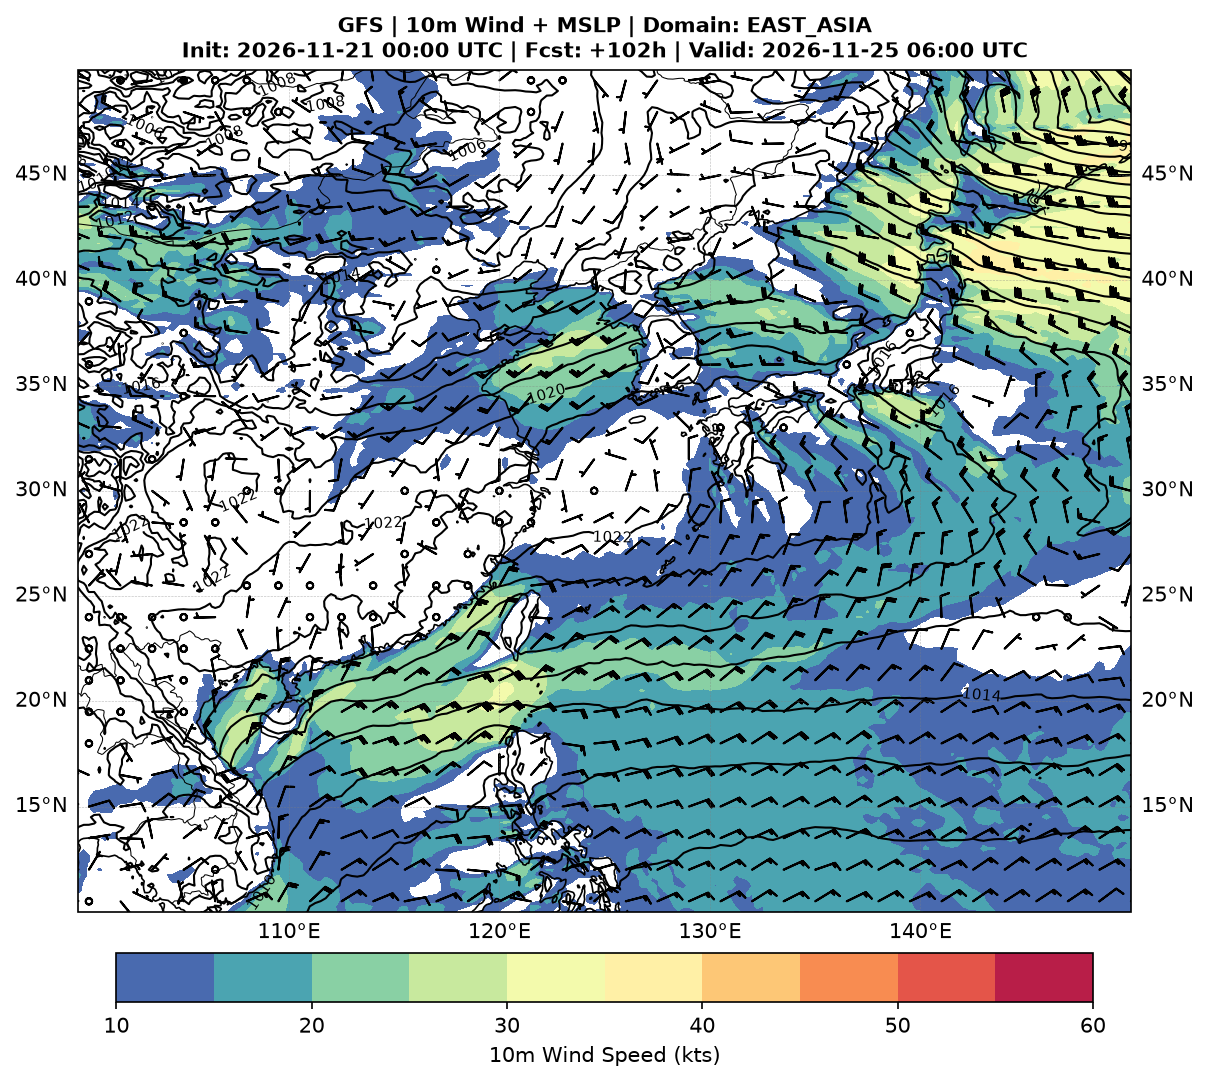 GFS | 10m Wind + MSLP | Domain: EAST_ASIA
Init: 2026-11-21 00:00 UTC | Fcst: +102h | Valid: 2026-11-25 06:00 UTC
1008
1008
1006
1008
1006
45°N
45°N
1012
1014
40°N
40°N
1016
35°N
1020
35°N
1016
30°N
1022
30°N
1022
1022
1022
1022
25°N
25°N
20°N
1014
20°N
15°N
15°N
110°E
120°E
130°E
140°E
10
20
30
40
50
60
10m Wind Speed (kts)